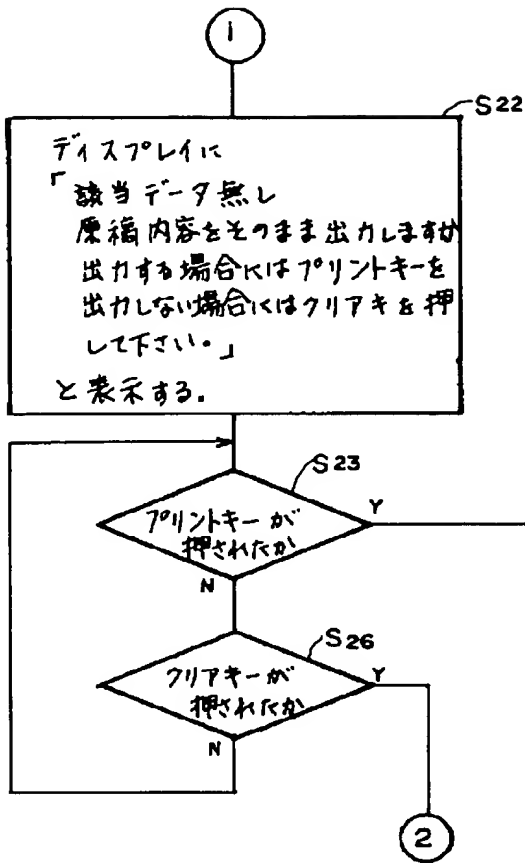 1
S22
ディスプレイに
「該当データ無し
原稿内容をそのまま出力しますか
出力する場合にはプリントキーを
出力しない場合にはクリアキを押
して下さい。」
と表示する.
S23
プリントキーが
押されたか
Y
N
S26
クリアキーが
押されたか
Y
N
2